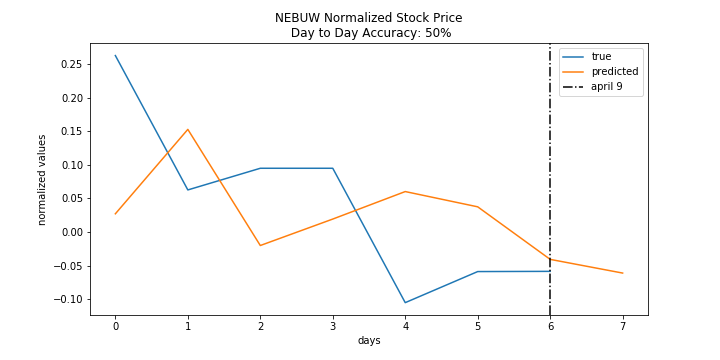 NEBUW Normalized Stock Price
Day to Day Accuracy: 50%
true
predicted
april 9
normalized values
0.25
0.20
0.15
0.10
0.05
0.00
−0.05
−0.10
0 1 2 3 4 5 6 7
days